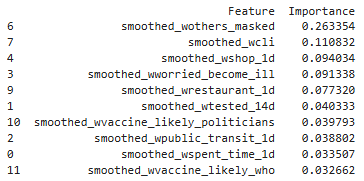 Feature Importance
6 smoothed_wothers_masked 0.263354
7 smoothed_wcli 0.110832
4 smoothed_wshop_1d 0.094034
3 smoothed_wworried_become_ill 0.091338
9 smoothed_wrestaurant_1d 0.077320
1 smoothed_wtested_14d 0.040333
10 smoothed_wvaccine_likely_politicians 0.039793
2 smoothed_wpublic_transit_1d 0.038802
0 smoothed_wspent_time_1d 0.033507
11 smoothed_wvaccine_likely_who 0.032662